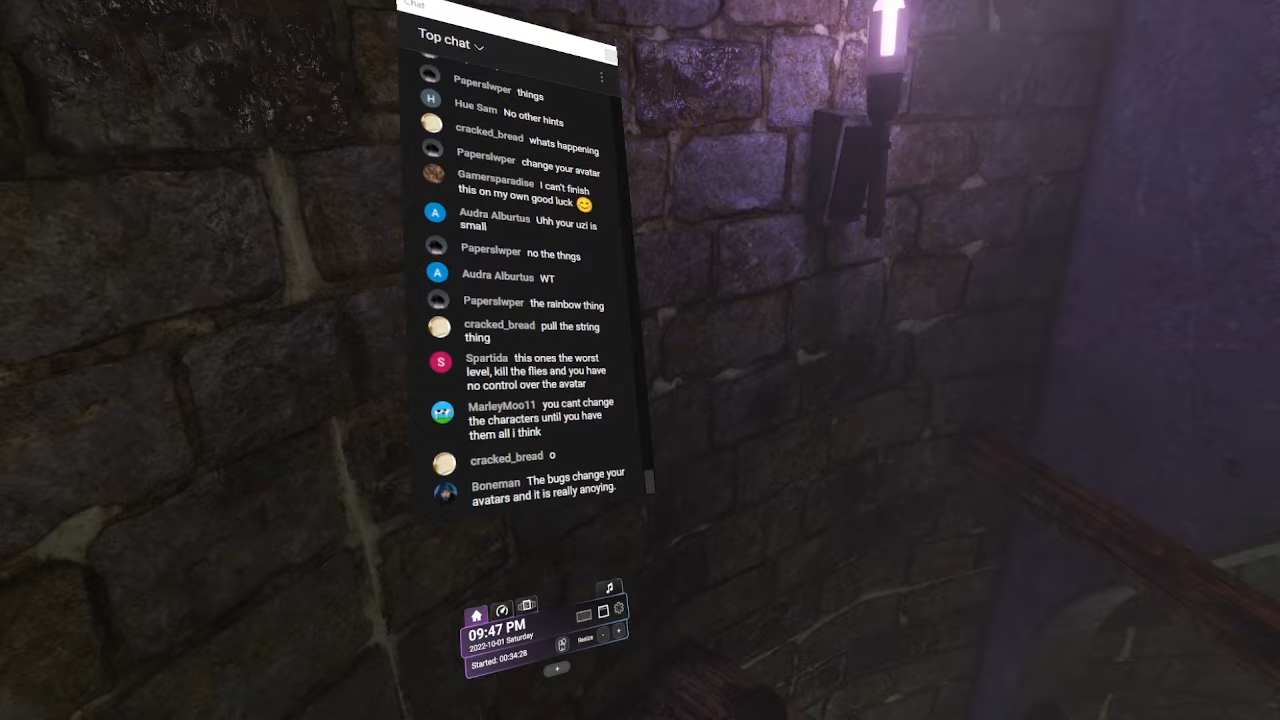 Chat
Top chat
Paperslwper things
Hue Sam No other hints
cracked_bread whats happening
Paperslwper change your avatar
Gamersparadise I can't finish
this on my own good luck 😊
Audra Alburtus Uhh your uzi is
small
Paperslwper no the thngs
Audra Alburtus WT
Paperslwper the rainbow thing
cracked_bread pull the string
thing
Spartida this ones the worst
level, kill the flies and you have
no control over the avatar
MarleyMoo11 you cant change
the characters until you have
them all i think
cracked_bread o
Boneman The bugs change your
avatars and it is really anoying.
H
A
A
S
09:47 PM
2022-10-01 Saturday
Resize - +
Started: 00:34:28
+